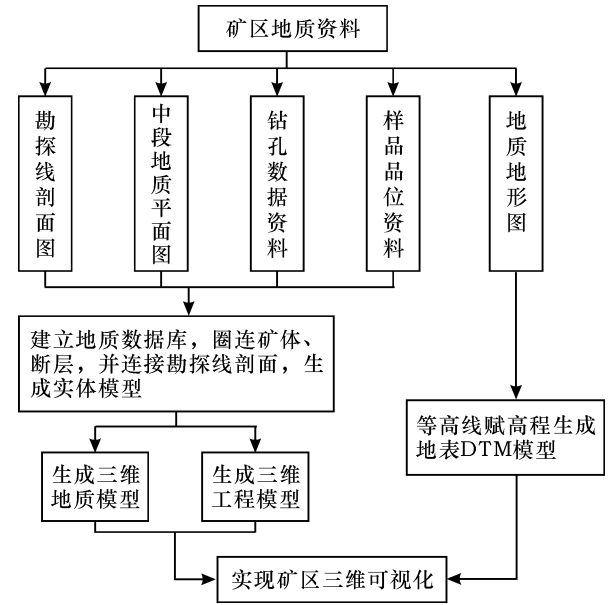 矿区地质资料
勘探线剖面图
中段地质平面图
钻孔数据资料
样品品位资料
地质地形图
建立地质数据库，圈连矿体、
断层，并连接勘探线剖面，生
成实体模型
等高线赋高程生成
地表DTM模型
生成三维
地质模型
生成三维
工程模型
实现矿区三维可视化